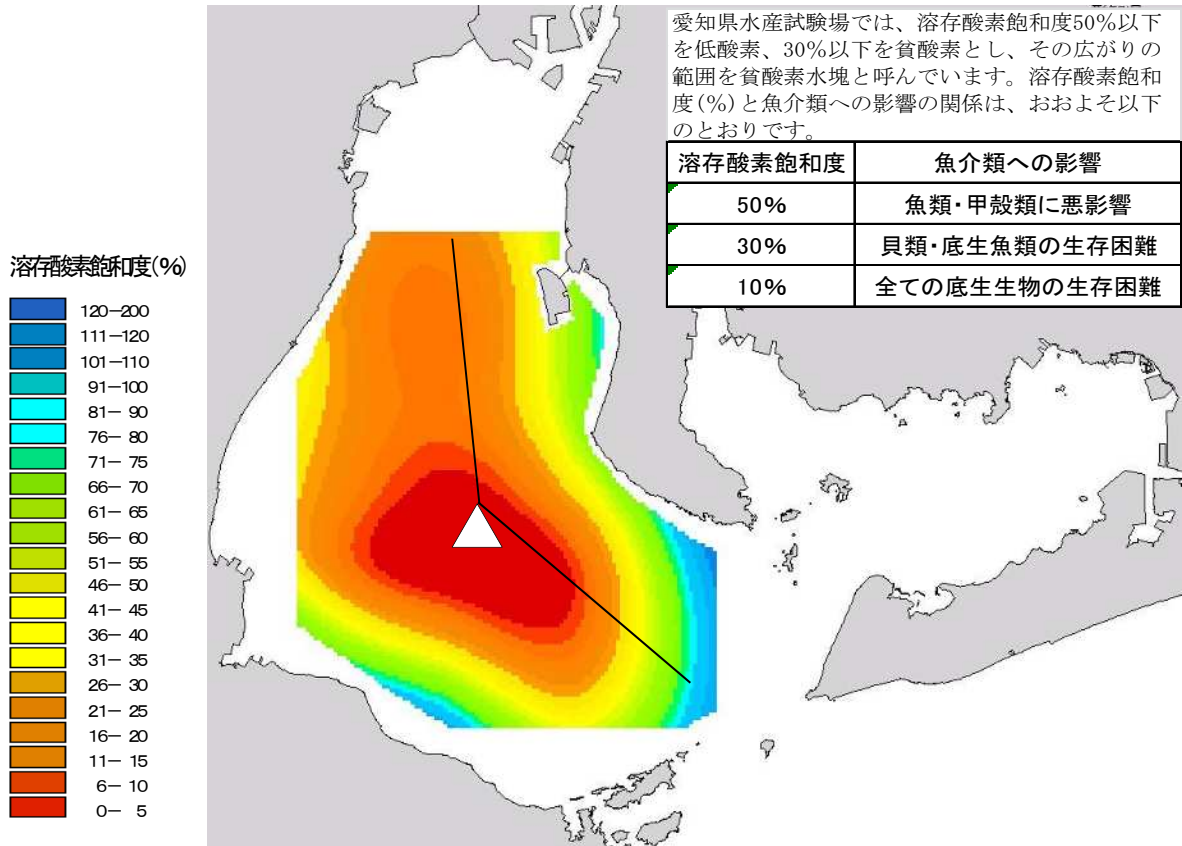 愛知県水産試験場では、溶存酸素飽和度50%以下
を低酸素、30%以下を貧酸素とし、その広がりの
範囲を貧酸素水塊と呼んでいます。溶存酸素飽和
度(%)と魚介類への影響の関係は、おおよそ以下
のとおりです。
溶存酸素飽和度 魚介類への影響
50% 魚類・甲殻類に悪影響
30% 貝類・底生魚類の生存困難
10% 全ての底生生物の生存困難
溶存酸素飽和度(%)
120-200
111-120
101-110
91-100
81- 90
76- 80
71- 75
66- 70
61- 65
56- 60
51- 55
46- 50
41- 45
36- 40
31- 35
26- 30
21- 25
16- 20
11- 15
6- 10
0- 5